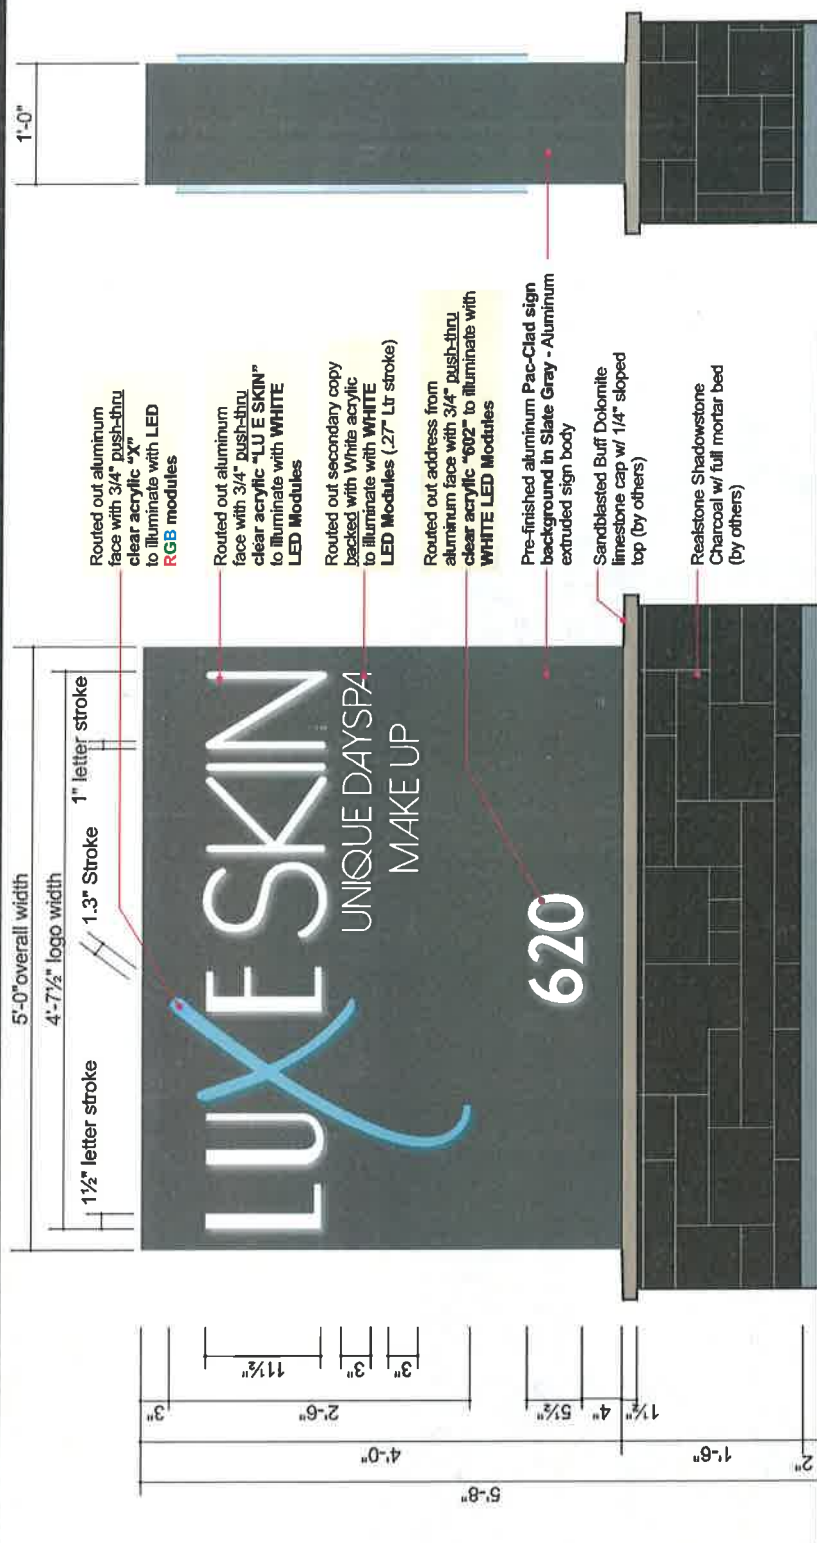 5'-0" overall width
4'-7½" logo width
1½" letter stroke
1.3" Stroke
1" letter stroke
1'-0"
LUXE SKIN
UNIQUE DAYSPA
MAKE UP
620
Routed out aluminum
face with 3/4" push-thru
clear acrylic "X"
to illuminate with LED
RGB modules
Routed out aluminum
face with 3/4" push-thru
clear acrylic "LU E SKIN"
to illuminate with WHITE
LED Modules
Routed out secondary copy
backed with White acrylic
to illuminate with WHITE
LED Modules (.27" Ltr stroke)
Routed out address from
aluminum face with 3/4" push-thru
clear acrylic "602" to illuminate with
WHITE LED Modules
Pre-finished aluminum Pac-Clad sign
background in Slate Gray - Aluminum
extruded sign body
Sandblasted Buff Dolomite
limestone cap w/ 1/4" sloped
top (by others)
Realstone Shadowstone
Charcoal w/ full mortar bed
(by others)
3"
2'-6"
11½"
3"
3"
5½"
4"
1½"
4'-0"
1'-6"
2"
5'-8"